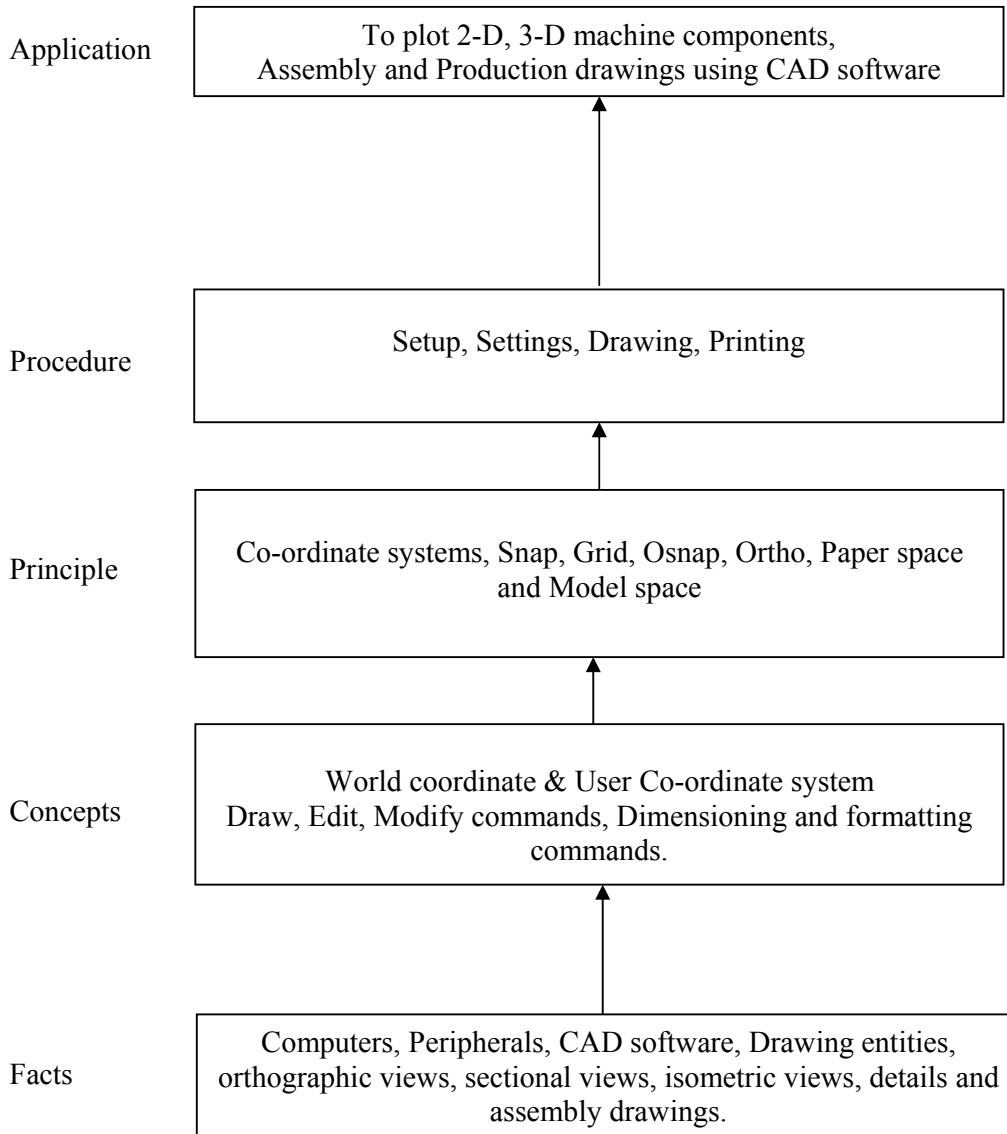 Application
To plot 2-D, 3-D machine components,
Assembly and Production drawings using CAD software
Procedure
Setup, Settings, Drawing, Printing
Principle
Co-ordinate systems, Snap, Grid, Osnap, Ortho, Paper space
and Model space
Concepts
World coordinate & User Co-ordinate system
Draw, Edit, Modify commands, Dimensioning and formatting
commands.
Facts
Computers, Peripherals, CAD software, Drawing entities,
orthographic views, sectional views, isometric views, details and
assembly drawings.